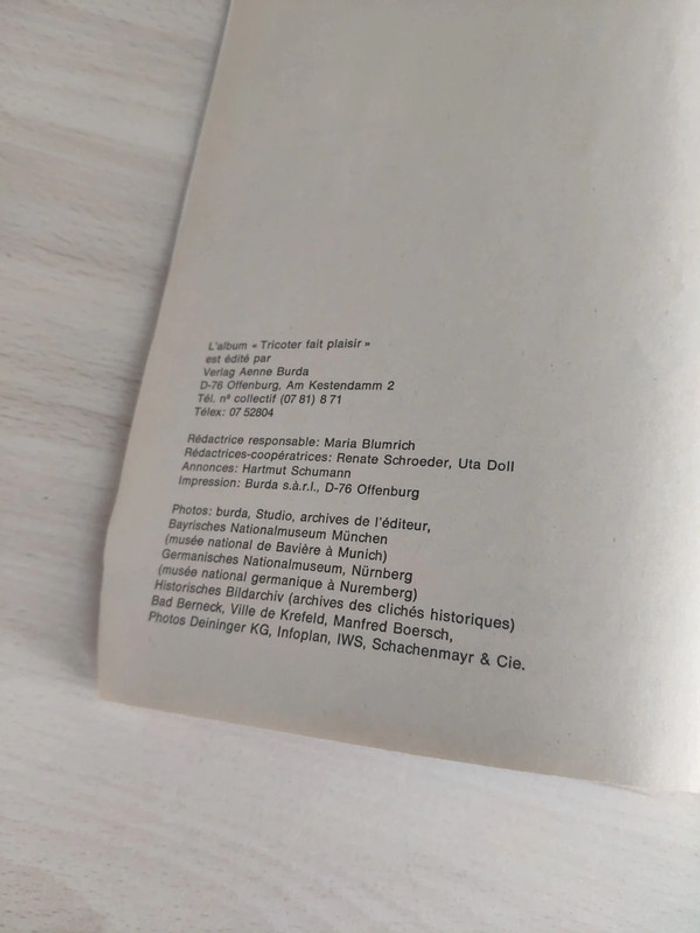 L'album « Tricoter fait plaisir »
est édité par
Verlag Aenne Burda
D-76 Offenburg, Am Kestendamm 2
Tél. nº collectif (07 81) 8 71
Télex: 07 52804
Rédactrice responsable: Maria Blumrich
Rédactrices-coopératrices: Renate Schroeder, Uta Doll
Annonces: Hartmut Schumann
Impression: Burda s.à.r.l., D-76 Offenburg
Photos: burda, Studio, archives de l'éditeur,
Bayrisches Nationalmuseum München
(musée national de Bavière à Munich)
Germanisches Nationalmuseum, Nürnberg
(musée national germanique à Nuremberg)
Historisches Bildarchiv (archives des clichés historiques)
Bad Berneck, Ville de Krefeld, Manfred Boersch,
Photos Deininger KG, Infoplan, IWS, Schachenmayr & Cie.